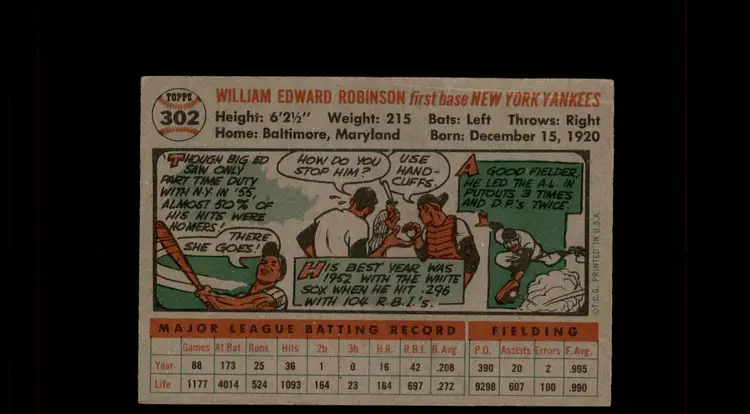 TOPPS
302
WILLIAM EDWARD ROBINSON first base NEW YORK YANKEES
Height: 6'2½" Weight: 215 Bats: Left Throws: Right
Home: Baltimore, Maryland Born: December 15, 1920
THOUGH BIG ED
SAW ONLY
PART TIME DUTY
WITH N.Y. IN '55,
ALMOST 50% OF
HIS HITS WERE
HOMERS!
THERE
SHE GOES!
HOW DO YOU
STOP HIM?
USE
HAND-
CUFFS.
HIS BEST YEAR WAS
1952 WITH THE WHITE
SOX WHEN HE HIT .296
WITH 104 R.B.I.'s.
A GOOD FIELDER,
HE LED THE A.L. IN
PUTOUTS 3 TIMES
AND D.P.'S TWICE.
©T.C.G. PRINTED IN U.S.A.
MAJOR LEAGUE BATTING RECORD FIELDING
Games At Bat Runs Hits 2b 3b H.R. R.B.I. B. Avg. P.O. Assists Errors F. Avg.
Year 88 173 25 36 1 0 16 42 .208 390 20 2 .995
Life 1177 4014 524 1093 164 23 164 697 .272 9298 607 100 .990